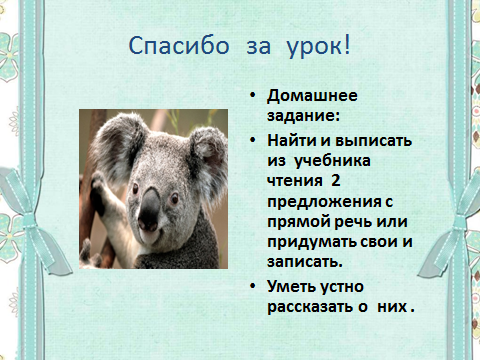 Спасибо за урок!
• Домашнее
задание:
• Найти и выписать
из учебника
чтения 2
предложения с
прямой речь или
придумать свои и
записать.
• Уметь устно
рассказать о них .